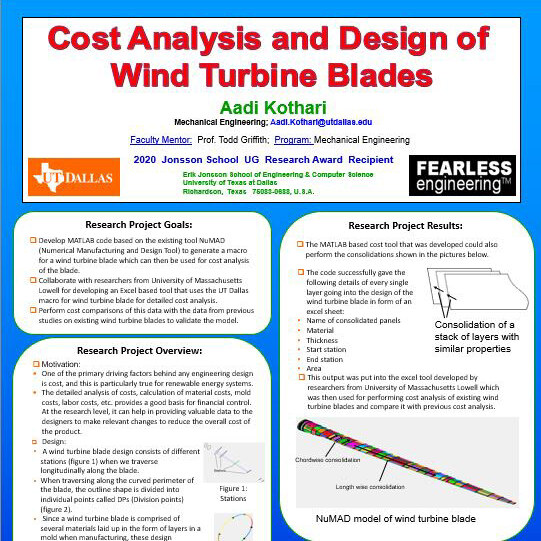 Cost Analysis and Design of
Wind Turbine Blades
Aadi Kothari
Mechanical Engineering; Aadi.Kothari@utdallas.edu
Faculty Mentor: Prof. Todd Griffith; Program: Mechanical Engineering
2020 Jonsson School UG Research Award Recipient
Erik Jonsson School of Engineering & Computer Science
University of Texas at Dallas
Richardson, Texas 75083-0688, U.S.A.
UT DALLAS
FEARLESS
engineering™
Research Project Goals:
Develop MATLAB code based on the existing tool NuMAD
(Numerical Manufacturing and Design Tool) to generate a macro
for a wind turbine blade which can then be used for cost analysis
of the blade.
Collaborate with researchers from University of Massachusetts
Lowell for developing an Excel based tool that uses the UT Dallas
macro for wind turbine blade for detailed cost analysis.
Perform cost comparisons of this data with the data from previous
studies on existing wind turbine blades to validate the model.
Research Project Overview:
Motivation:
• One of the primary driving factors behind any engineering design
is cost, and this is particularly true for renewable energy systems.
• The detailed analysis of costs, calculation of material costs, mold
costs, labor costs, etc. provides a good basis for financial control.
At the research level, it can help in providing valuable data to the
designers to make relevant changes to reduce the overall cost of
the product.
Design:
• A wind turbine blade design consists of different
stations (figure 1) when we traverse
longitudinally along the blade.
• When traversing along the curved perimeter of
the blade, the outline shape is divided into
individual points called DPs (Division points)
(figure 2).
• Since a wind turbine blade is comprised of
several materials laid up in the form of layers in a
mold when manufacturing, these design
Figure 1:
Stations
Research Project Results:
The MATLAB based cost tool that was developed could also
perform the consolidations shown in the pictures below.
The code successfully gave the
following details of every single
layer going into the design of the
wind turbine blade in form of an
excel sheet:
• Name of consolidated panels
• Material
• Thickness
• Start station
• End station
• Area
Consolidation of a
stack of layers with
similar properties
This output was put into the excel tool developed by
researchers from University of Massachusetts Lowell which
was then used for performing cost analysis of existing wind
turbine blades and compare it with previous cost analysis.
Chordwise consolidation
Length wise consolidation
NuMAD model of wind turbine blade